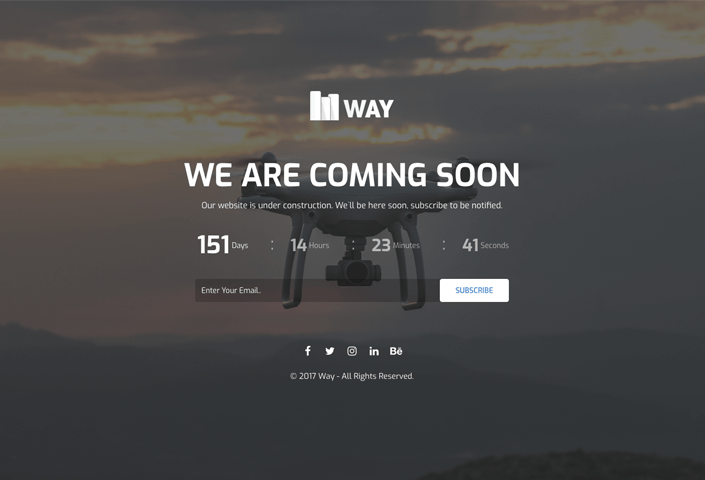 WAY
WE ARE COMING SOON
Our website is under construction. We'll be here soon, subscribe to be notified.
151 Days : 14 Hours : 23 Minutes : 41 Seconds
Enter Your Email.. SUBSCRIBE
Bē
© 2017 Way - All Rights Reserved.